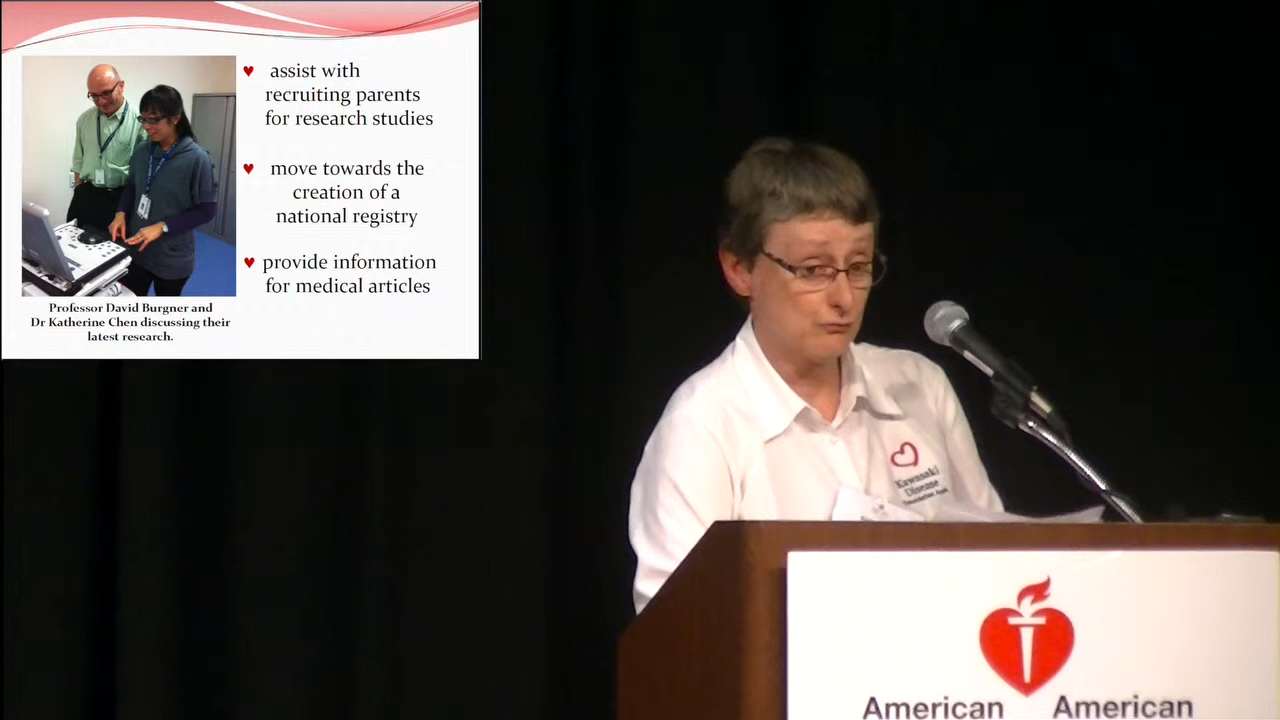 ♥ assist with
recruiting parents
for research studies
♥ move towards the
creation of a
national registry
♥ provide information
for medical articles
Professor David Burgner and
Dr Katherine Chen discussing their
latest research.
Kawasaki
Disease
American American